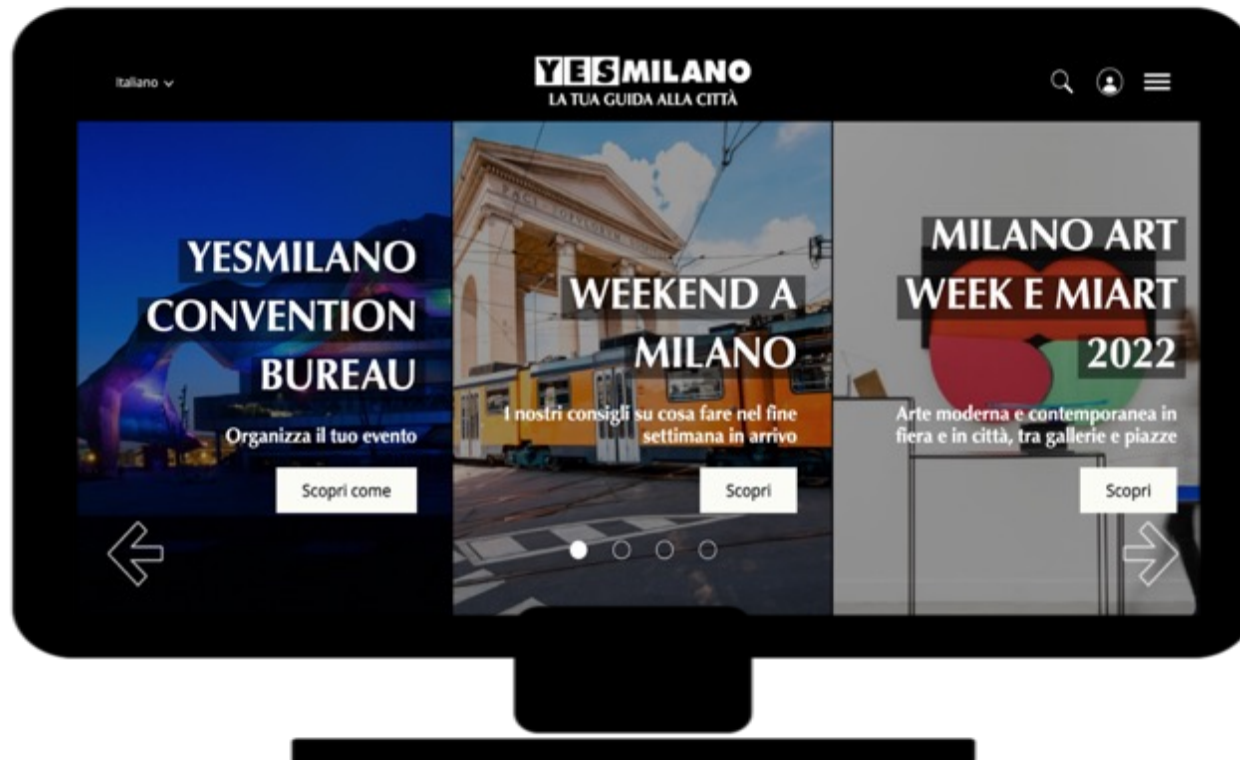 Italiano
YESMILANO
LA TUA GUIDA ALLA CITTÀ
YESMILANO
CONVENTION
BUREAU
Organizza il tuo evento
Scopri come
PACI POPVLORVM
WEEKEND A
MILANO
I nostri consigli su cosa fare nel fine
settimana in arrivo
Scopri
MILANO ART
WEEK E MIART
2022
Arte moderna e contemporanea in
fiera e in città, tra gallerie e piazze
Scopri